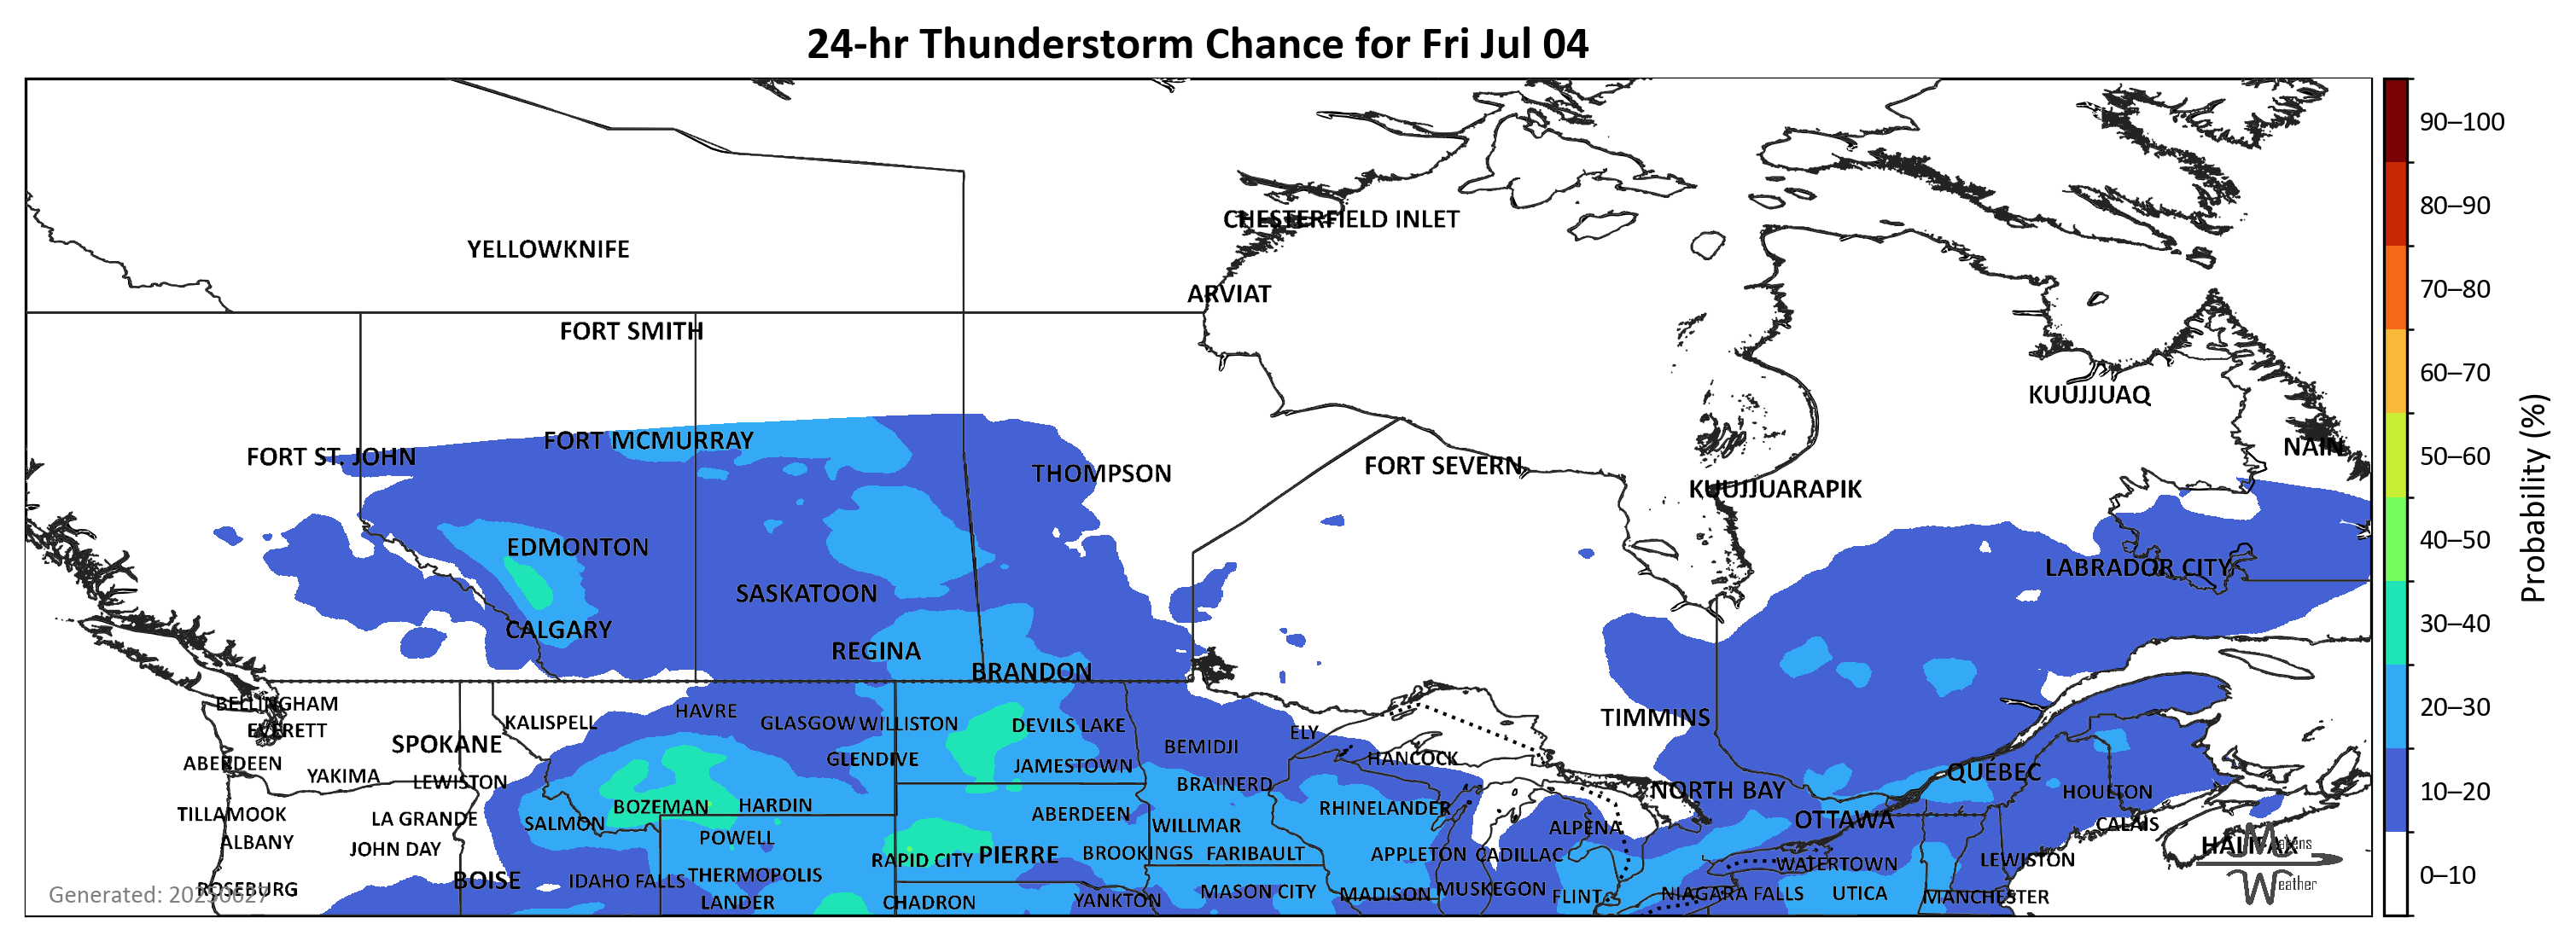 24-hr Thunderstorm Chance for Fri Jul 04
90–100
80–90
70–80
60–70
50–60
40–50
30–40
20–30
10–20
0–10
Probability (%)
CHESTERFIELD INLET
YELLOWKNIFE
ARVIAT
FORT SMITH
KUUJJUAQ
FORT MCMURRAY
NAIN
FORT ST. JOHN
FORT SEVERN
THOMPSON
KUUJJUARAPIK
EDMONTON
LABRADOR CITY
SASKATOON
CALGARY
REGINA
BRANDON
BELLINGHAM
HAVRE
TIMMINS
KALISPELL
GLASGOW
WILLISTON
DEVILS LAKE
EVERETT
ELY
SPOKANE
BEMIDJI
HANCOCK
GLENDIVE
ABERDEEN
JAMESTOWN
QUÉBEC
YAKIMA
LEWISTON
BRAINERD
NORTH BAY
HOULTON
BOZEMAN
HARDIN
RHINELANDER
TILLAMOOK
LA GRANDE
ABERDEEN
OTTAWA
SALMON
WILLMAR
ALPENA
CALAIS
POWELL
ALBANY
HALIFAX
JOHN DAY
BROOKINGS
FARIBAULT
APPLETON
CADILLAC
RAPID CITY
PIERRE
WATERTOWN
LEWISTON
THERMOPOLIS
BOISE
IDAHO FALLS
ROSEBURG
MASON CITY
MADISON
MUSKEGON
NIAGARA FALLS
UTICA
FLINT
MANCHESTER
LANDER
CHADRON
YANKTON
Generated: 20250627
Weather